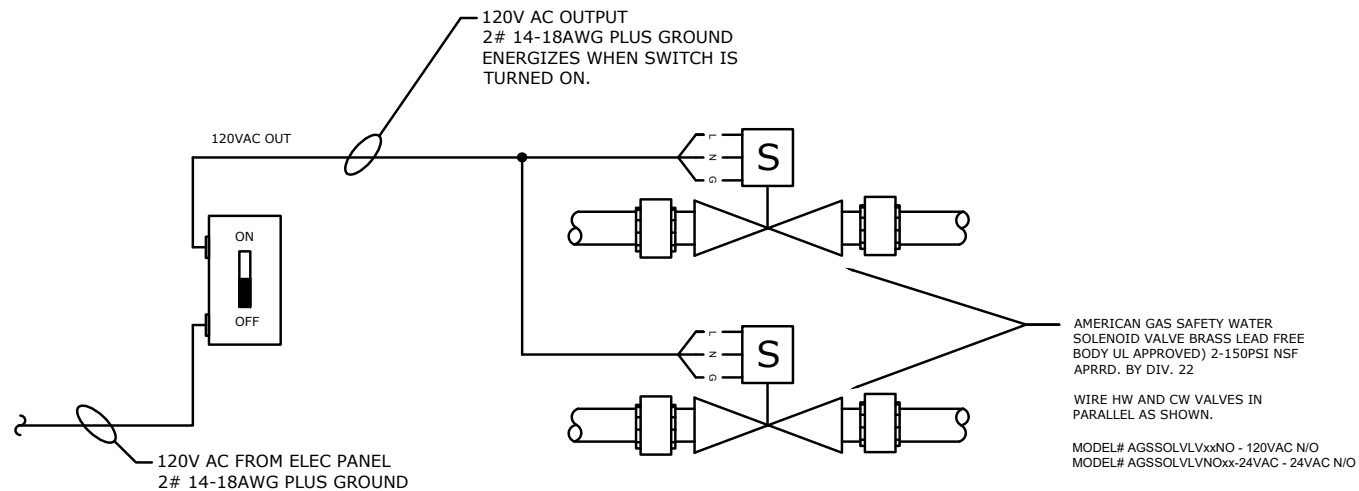 120V AC OUTPUT
2# 14-18AWG PLUS GROUND
ENERGIZES WHEN SWITCH IS
TURNED ON.
120VAC OUT
L
N
G
S
ON
OFF
L
N
G
S
AMERICAN GAS SAFETY WATER
SOLENOID VALVE BRASS LEAD FREE
BODY UL APPROVED) 2-150PSI NSF
APRRD. BY DIV. 22
WIRE HW AND CW VALVES IN
PARALLEL AS SHOWN.
MODEL# AGSSOLVLVxxNO - 120VAC N/O
MODEL# AGSSOLVLVNOxx-24VAC - 24VAC N/O
120V AC FROM ELEC PANEL
2# 14-18AWG PLUS GROUND